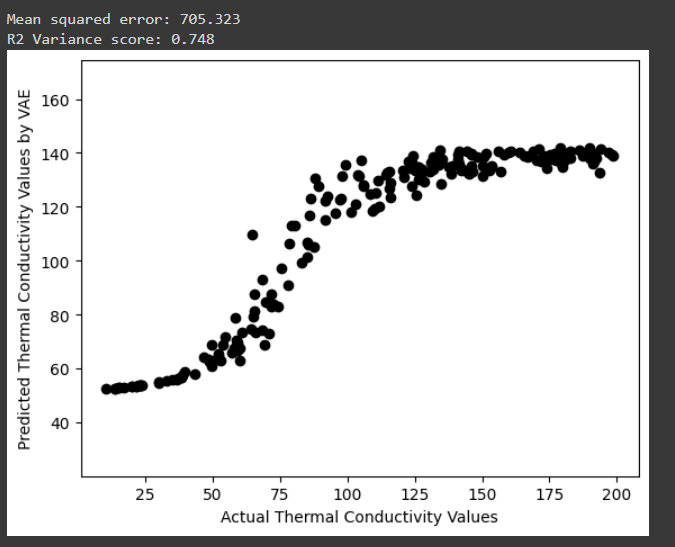 Mean squared error: 705.323
R2 Variance score: 0.748
Predicted Thermal Conductivity Values by VAE
160
140
120
100
80
60
40
25 50 75 100 125 150 175 200
Actual Thermal Conductivity Values